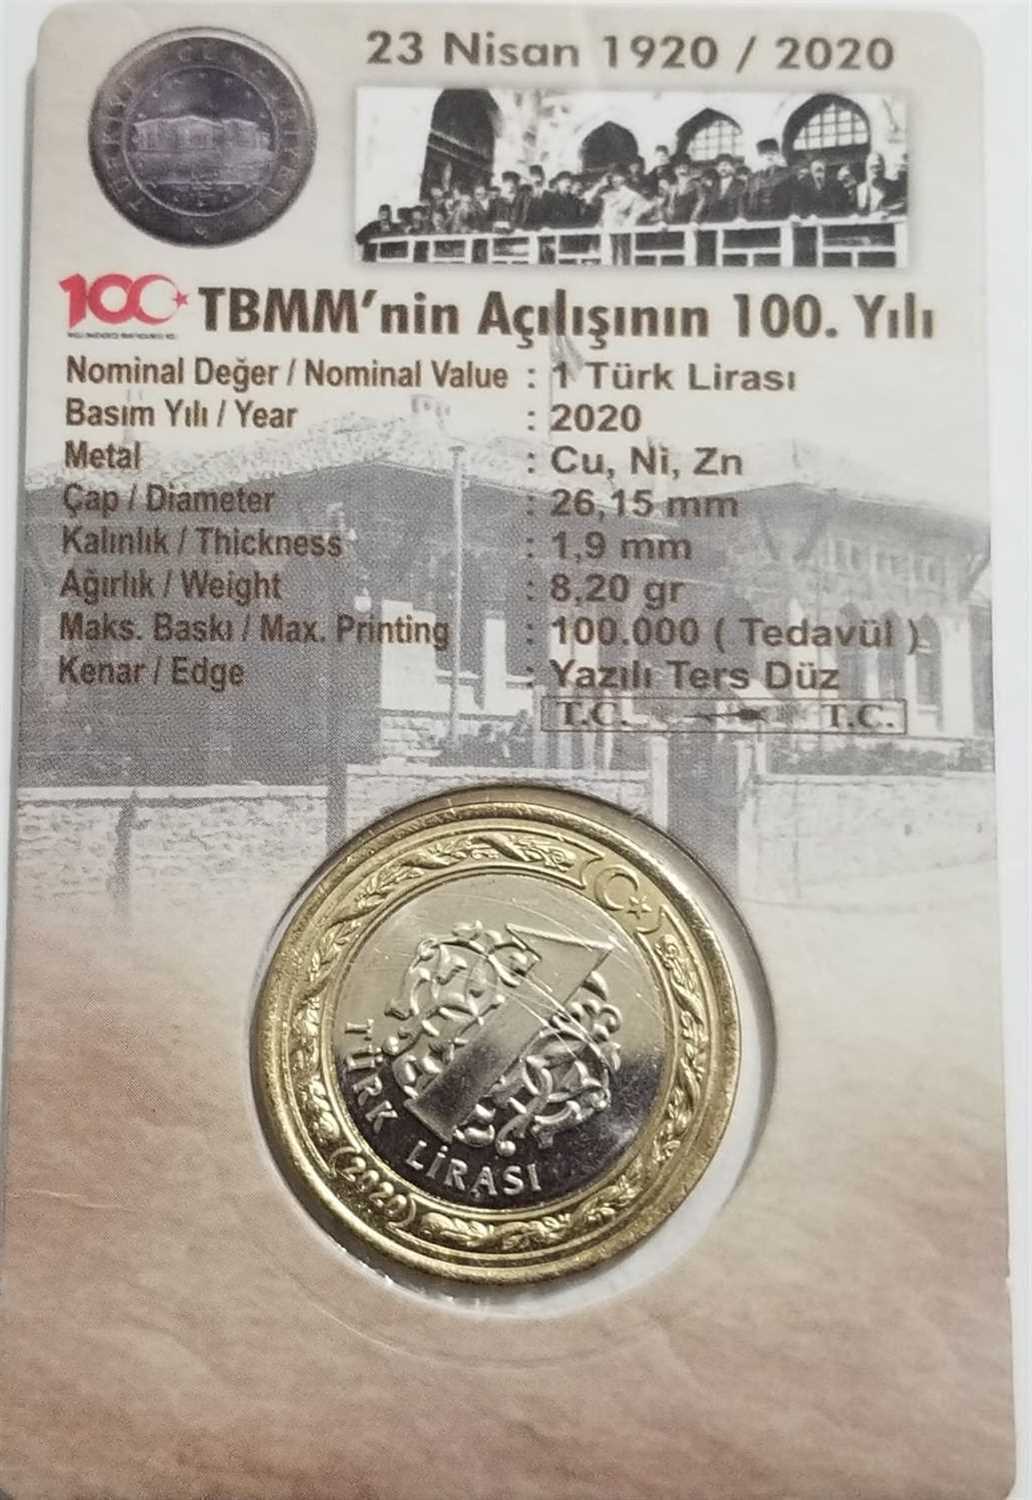 23 Nisan 1920 / 2020
100 TBMM'nin Açılışının 100. Yılı
Nominal Değer / Nominal Value : 1 Türk Lirası
Basım Yılı / Year : 2020
Metal : Cu, Ni, Zn
Çap / Diameter : 26,15 mm
Kalınlık / Thickness : 1,9 mm
Ağırlık / Weight : 8,20 gr
Maks. Baskı / Max. Printing : 100.000 ( Tedavül )
Kenar / Edge : Yazılı Ters Düz
T.C. T.C.
1
TÜRK LİRASI
(2020)